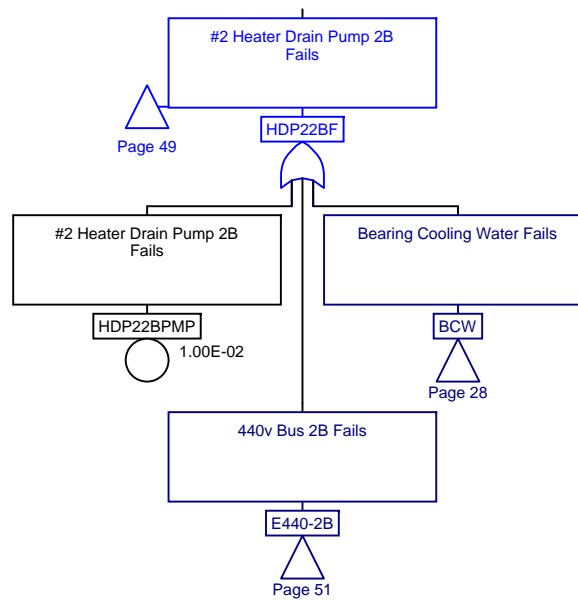 #2 Heater Drain Pump 2B
Fails
Page 49
HDP22BF
#2 Heater Drain Pump 2B
Fails
HDP22BPMP
1.00E-02
Bearing Cooling Water Fails
BCW
Page 28
440v Bus 2B Fails
E440-2B
Page 51